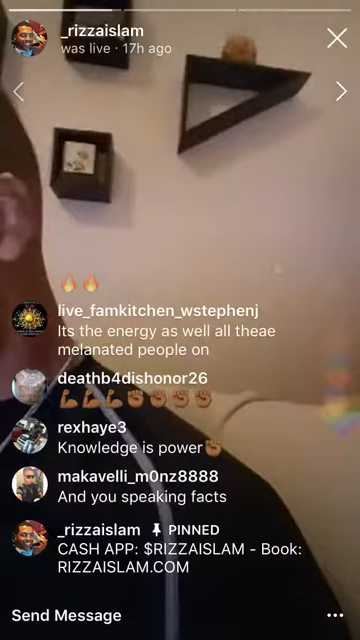 _rizzaislam
was live · 17h ago
🔥🔥
live_famkitchen_wstephenj
Its the energy as well all theae
melanated people on
deathb4dishonor26
💪🏾💪🏾💪🏾✊🏾✊🏾✊🏾✊🏾
rexhaye3
Knowledge is power✊🏾
makavelli_m0nz8888
And you speaking facts
_rizzaislam 📌 PINNED
CASH APP: $RIZZAISLAM - Book:
RIZZAISLAM.COM
Send Message